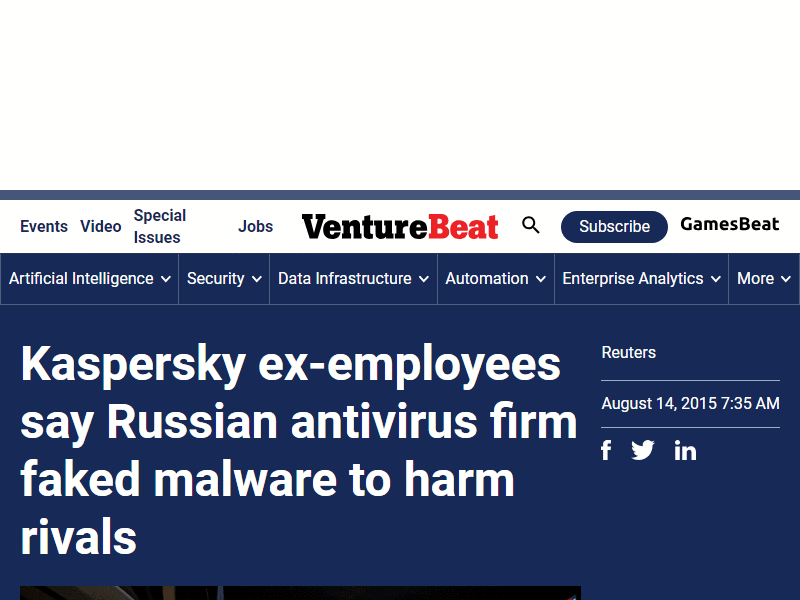 Events Video Special Issues Jobs VentureBeat Subscribe GamesBeat
Artificial Intelligence Security Data Infrastructure Automation Enterprise Analytics More
Kaspersky ex-employees
say Russian antivirus firm
faked malware to harm
rivals
Reuters
August 14, 2015 7:35 AM